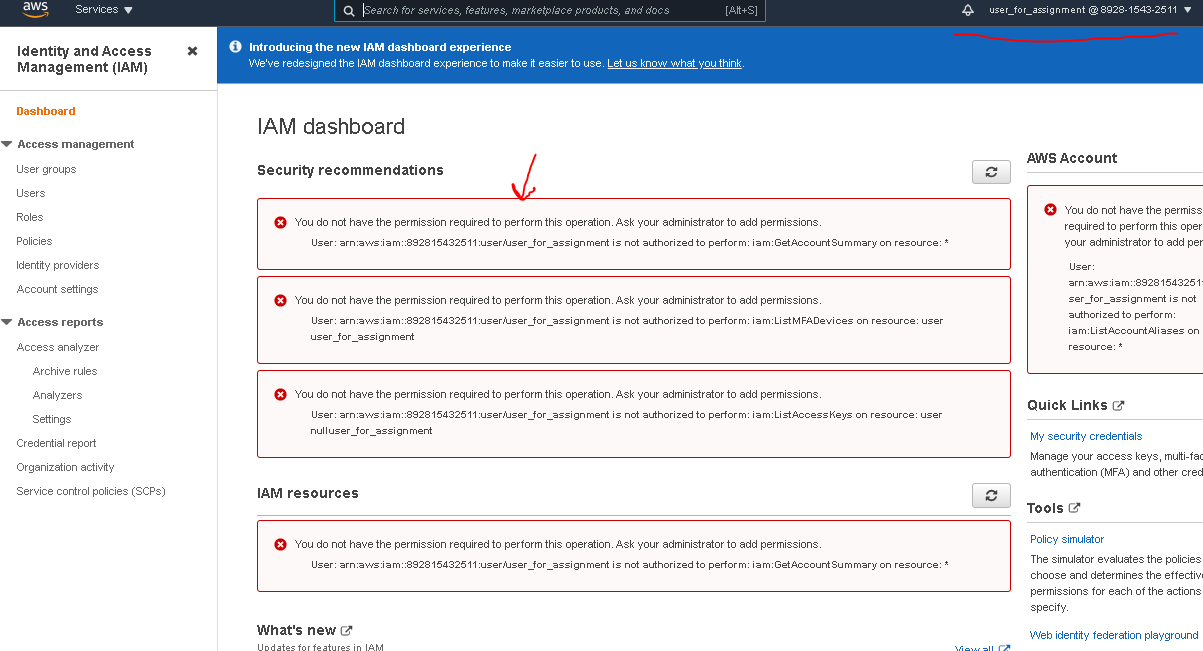 aws
Services
Search for services, features, marketplace products, and docs
[Alt+S]
user_for_assignment @ 8928-1543-2511
Identity and Access
Management (IAM)
Introducing the new IAM dashboard experience
We've redesigned the IAM dashboard experience to make it easier to use. Let us know what you think.
Dashboard
Access management
User groups
Users
Roles
Policies
Identity providers
Account settings
Access reports
Access analyzer
Archive rules
Analyzers
Settings
Credential report
Organization activity
Service control policies (SCPs)
IAM dashboard
Security recommendations
You do not have the permission required to perform this operation. Ask your administrator to add permissions.
User: arn:aws:iam::892815432511:user/user_for_assignment is not authorized to perform: iam:GetAccountSummary on resource: *
You do not have the permission required to perform this operation. Ask your administrator to add permissions.
User: arn:aws:iam::892815432511:user/user_for_assignment is not authorized to perform: iam:ListMFADevices on resource: user
user_for_assignment
You do not have the permission required to perform this operation. Ask your administrator to add permissions.
User: arn:aws:iam::892815432511:user/user_for_assignment is not authorized to perform: iam:ListAccessKeys on resource: user
nulluser_for_assignment
IAM resources
You do not have the permission required to perform this operation. Ask your administrator to add permissions.
User: arn:aws:iam::892815432511:user/user_for_assignment is not authorized to perform: iam:GetAccountSummary on resource: *
What's new
Updates for features in IAM
View all
AWS Account
You do not have the permiss
required to perform this oper
your administrator to add per
User:
arn:aws:iam::89281543251
ser_for_assignment is not
authorized to perform:
iam:ListAccountAliases on
resource: *
Quick Links
My security credentials
Manage your access keys, multi-fac
authentication (MFA) and other cred
Tools
Policy simulator
The simulator evaluates the policies
choose and determines the effective
permissions for each of the actions
specify.
Web identity federation playground